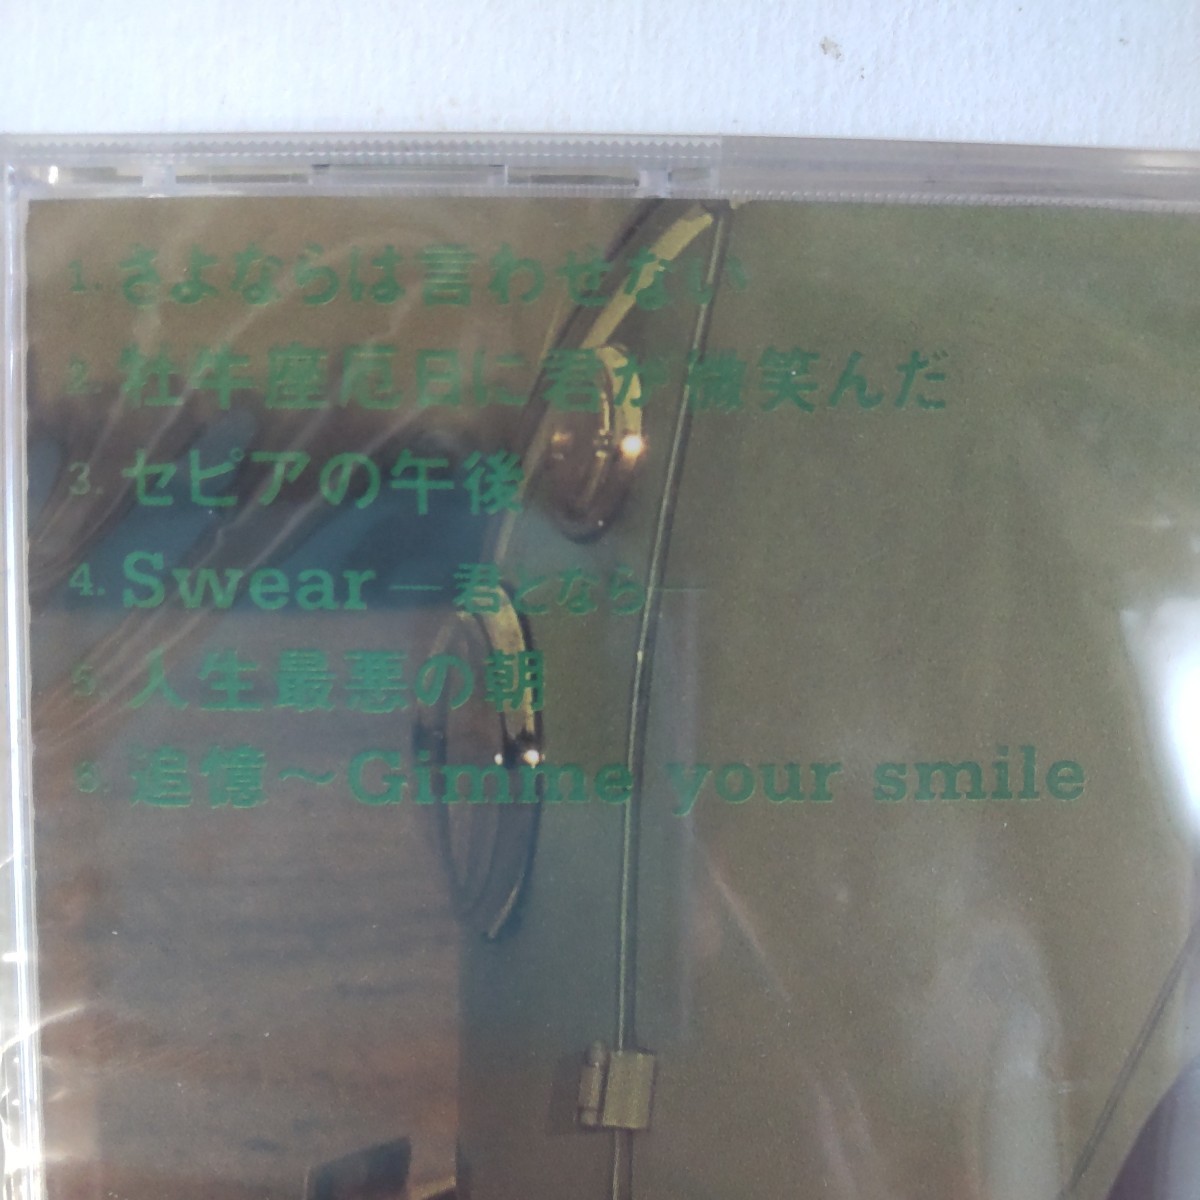 1. さよならは言わせない
2. 牡牛座厄日に君が微笑んだ
3. セピアの午後
4. Swear —君となら—
5. 人生最悪の朝
6. 追憶〜Gimme your smile